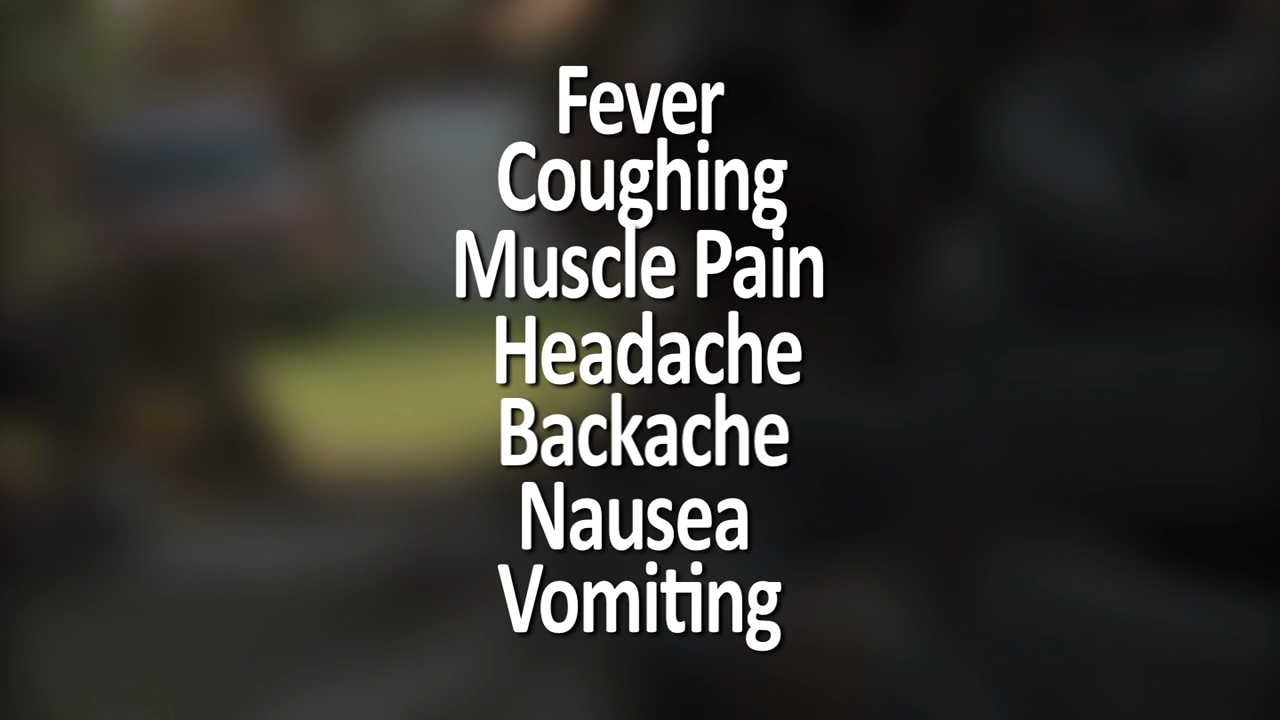 Fever
Coughing
Muscle Pain
Headache
Backache
Nausea
Vomiting